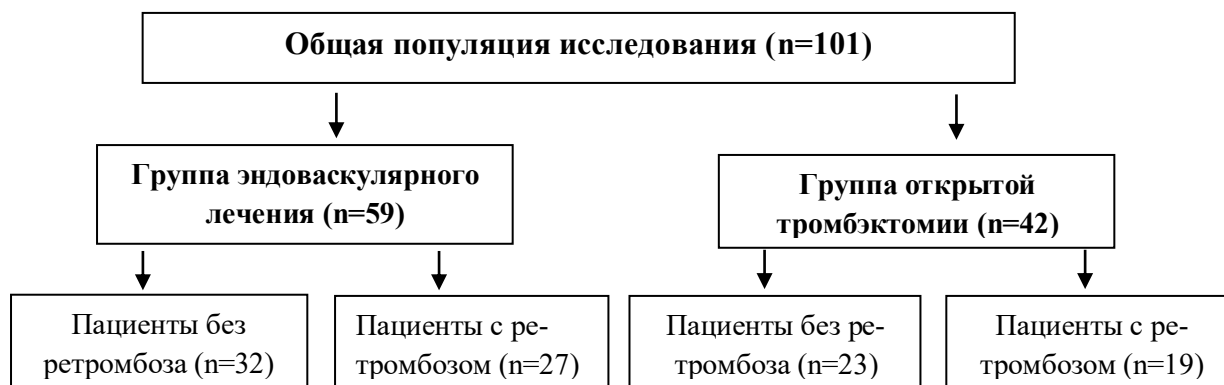 Общая популяция исследования (n=101)
Группа эндоваскулярного
лечения (n=59)
Группа открытой
тромбэктомии (n=42)
Пациенты без
ретромбоза (n=32)
Пациенты с ре-
тромбозом (n=27)
Пациенты без ре-
тромбоза (n=23)
Пациенты с ре-
тромбозом (n=19)